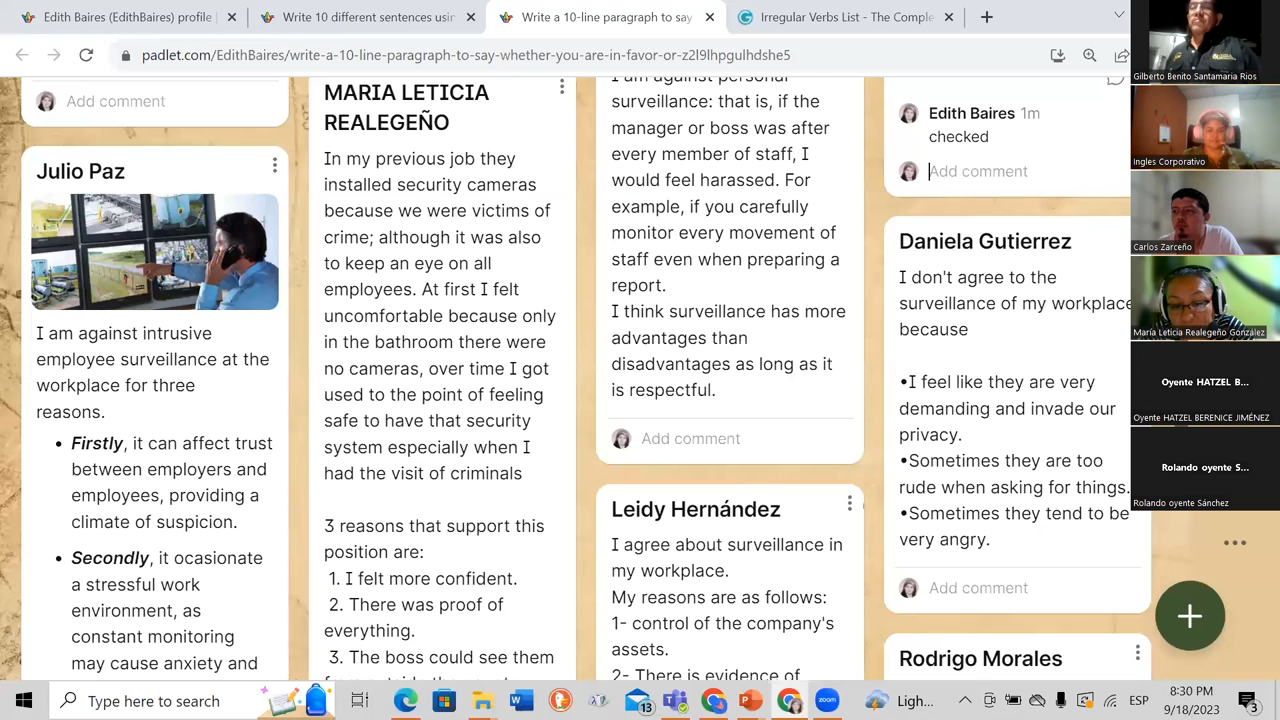 Edith Baires (EdithBaires) profile |
Write 10 different sentences usin
Write a 10-line paragraph to say
Irregular Verbs List - The Comple
padlet.com/EdithBaires/write-a-10-line-paragraph-to-say-whether-you-are-in-favor-or-z2l9lhpgulhdshe5
Add comment
Julio Paz
I am against intrusive
employee surveillance at the
workplace for three
reasons.
• Firstly, it can affect trust
between employers and
employees, providing a
climate of suspicion.
• Secondly, it ocasionate
a stressful work
environment, as
constant monitoring
may cause anxiety and
MARIA LETICIA
REALEGEÑO
In my previous job they
installed security cameras
because we were victims of
crime; although it was also
to keep an eye on all
employees. At first I felt
uncomfortable because only
in the bathroom there were
no cameras, over time I got
used to the point of feeling
safe to have that security
system especially when I
had the visit of criminals
3 reasons that support this
position are:
1. I felt more confident.
2. There was proof of
everything.
3. The boss could see them
I am against personal
surveillance: that is, if the
manager or boss was after
every member of staff, I
would feel harassed. For
example, if you carefully
monitor every movement of
staff even when preparing a
report.
I think surveillance has more
advantages than
disadvantages as long as it
is respectful.
Add comment
Leidy Hernández
I agree about surveillance in
my workplace.
My reasons are as follows:
1- control of the company's
assets.
2- There is evidence of
Edith Baires 1m
checked
Add comment
Daniela Gutierrez
I don't agree to the
surveillance of my workplace
because
•I feel like they are very
demanding and invade our
privacy.
•Sometimes they are too
rude when asking for things.
•Sometimes they tend to be
very angry.
Add comment
Rodrigo Morales
Gilberto Benito Santamaria Rios
Ingles Corporativo
Carlos Zarceño
María Leticia Realegeño González
Oyente HATZEL B...
Oyente HATZEL BERENICE JIMÉNEZ
Rolando oyente S...
Rolando oyente Sánchez
Type here to search
13
zoom
Ligh...
ESP
8:30 PM
9/18/2023
3